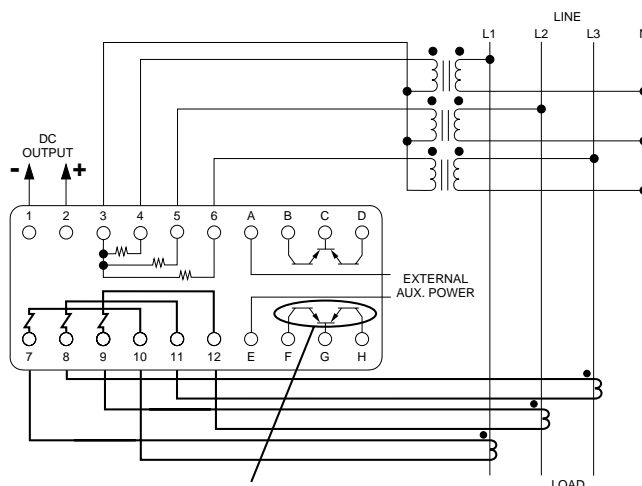 LINE
L1 L2 L3 N
DC
OUTPUT
- +
1 2 3 4 5 6 A B C D
EXTERNAL
AUX. POWER
7 8 9 10 11 12 E F G H
LOAD